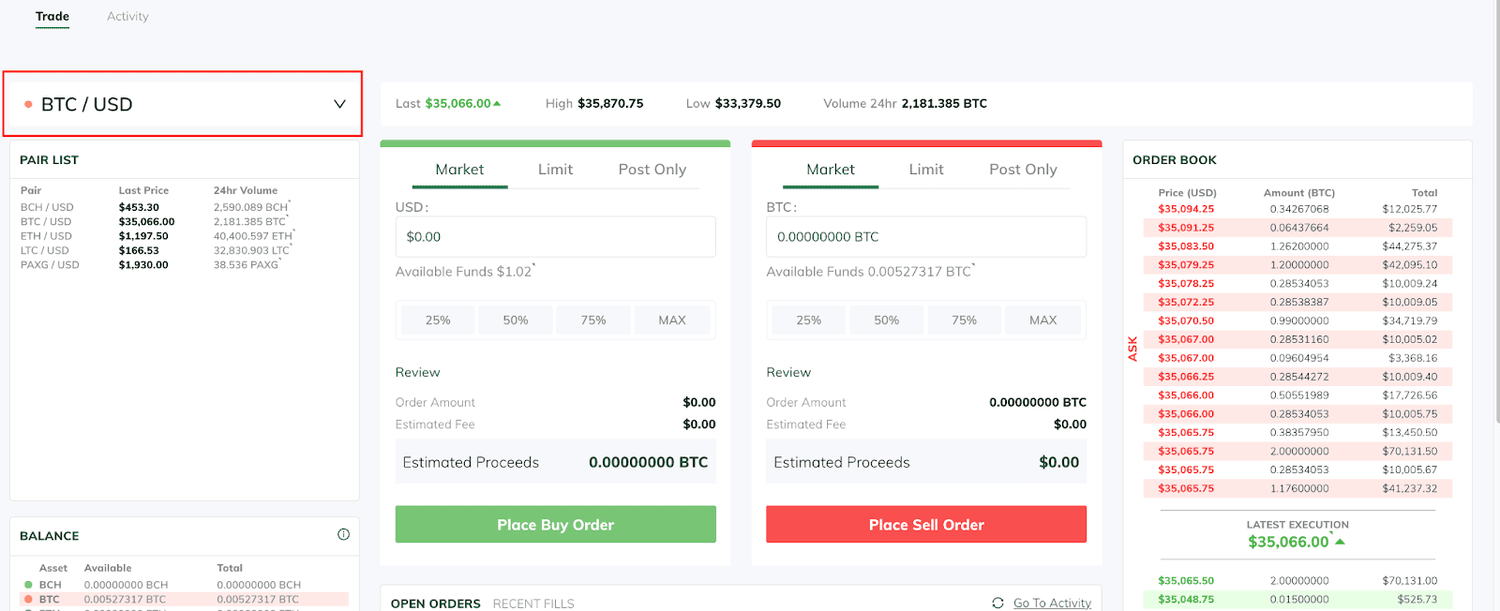 Trade Activity
BTC / USD
Last $35,066.00 High $35,870.75 Low $33,379.50 Volume 24hr 2,181.385 BTC
PAIR LIST
Pair Last Price 24hr Volume
BCH / USD $453.30 2,590.089 BCH*
BTC / USD $35,066.00 2,181.385 BTC*
ETH / USD $1,197.50 40,400.597 ETH*
LTC / USD $166.53 32,830.903 LTC*
PAXG / USD $1,930.00 38.536 PAXG*
BALANCE
Asset Available Total
BCH 0.00000000 BCH 0.00000000 BCH
BTC 0.00527317 BTC 0.00527317 BTC
Market Limit Post Only
USD:
$0.00
Available Funds $1.02*
25% 50% 75% MAX
Review
Order Amount $0.00
Estimated Fee $0.00
Estimated Proceeds 0.00000000 BTC
Place Buy Order
Market Limit Post Only
BTC:
0.00000000 BTC
Available Funds 0.00527317 BTC*
25% 50% 75% MAX
Review
Order Amount 0.00000000 BTC
Estimated Fee $0.00
Estimated Proceeds $0.00
Place Sell Order
OPEN ORDERS RECENT FILLS Go To Activity
ORDER BOOK
Price (USD) Amount (BTC) Total
ASK
$35,094.25 0.34267068 $12,025.77
$35,091.25 0.06437664 $2,259.05
$35,083.50 1.26200000 $44,275.37
$35,079.25 1.20000000 $42,095.10
$35,078.25 0.28534053 $10,009.24
$35,072.25 0.28538387 $10,009.05
$35,070.50 0.99000000 $34,719.79
$35,067.00 0.28531160 $10,005.02
$35,067.00 0.09604954 $3,368.16
$35,066.25 0.28544272 $10,009.40
$35,066.00 0.50551989 $17,726.56
$35,066.00 0.28534053 $10,005.75
$35,065.75 0.38357950 $13,450.50
$35,065.75 2.00000000 $70,131.50
$35,065.75 0.28534053 $10,005.67
$35,065.75 1.17600000 $41,237.32
LATEST EXECUTION
$35,066.00*
$35,065.50 2.00000000 $70,131.00
$35,048.75 0.01500000 $525.73